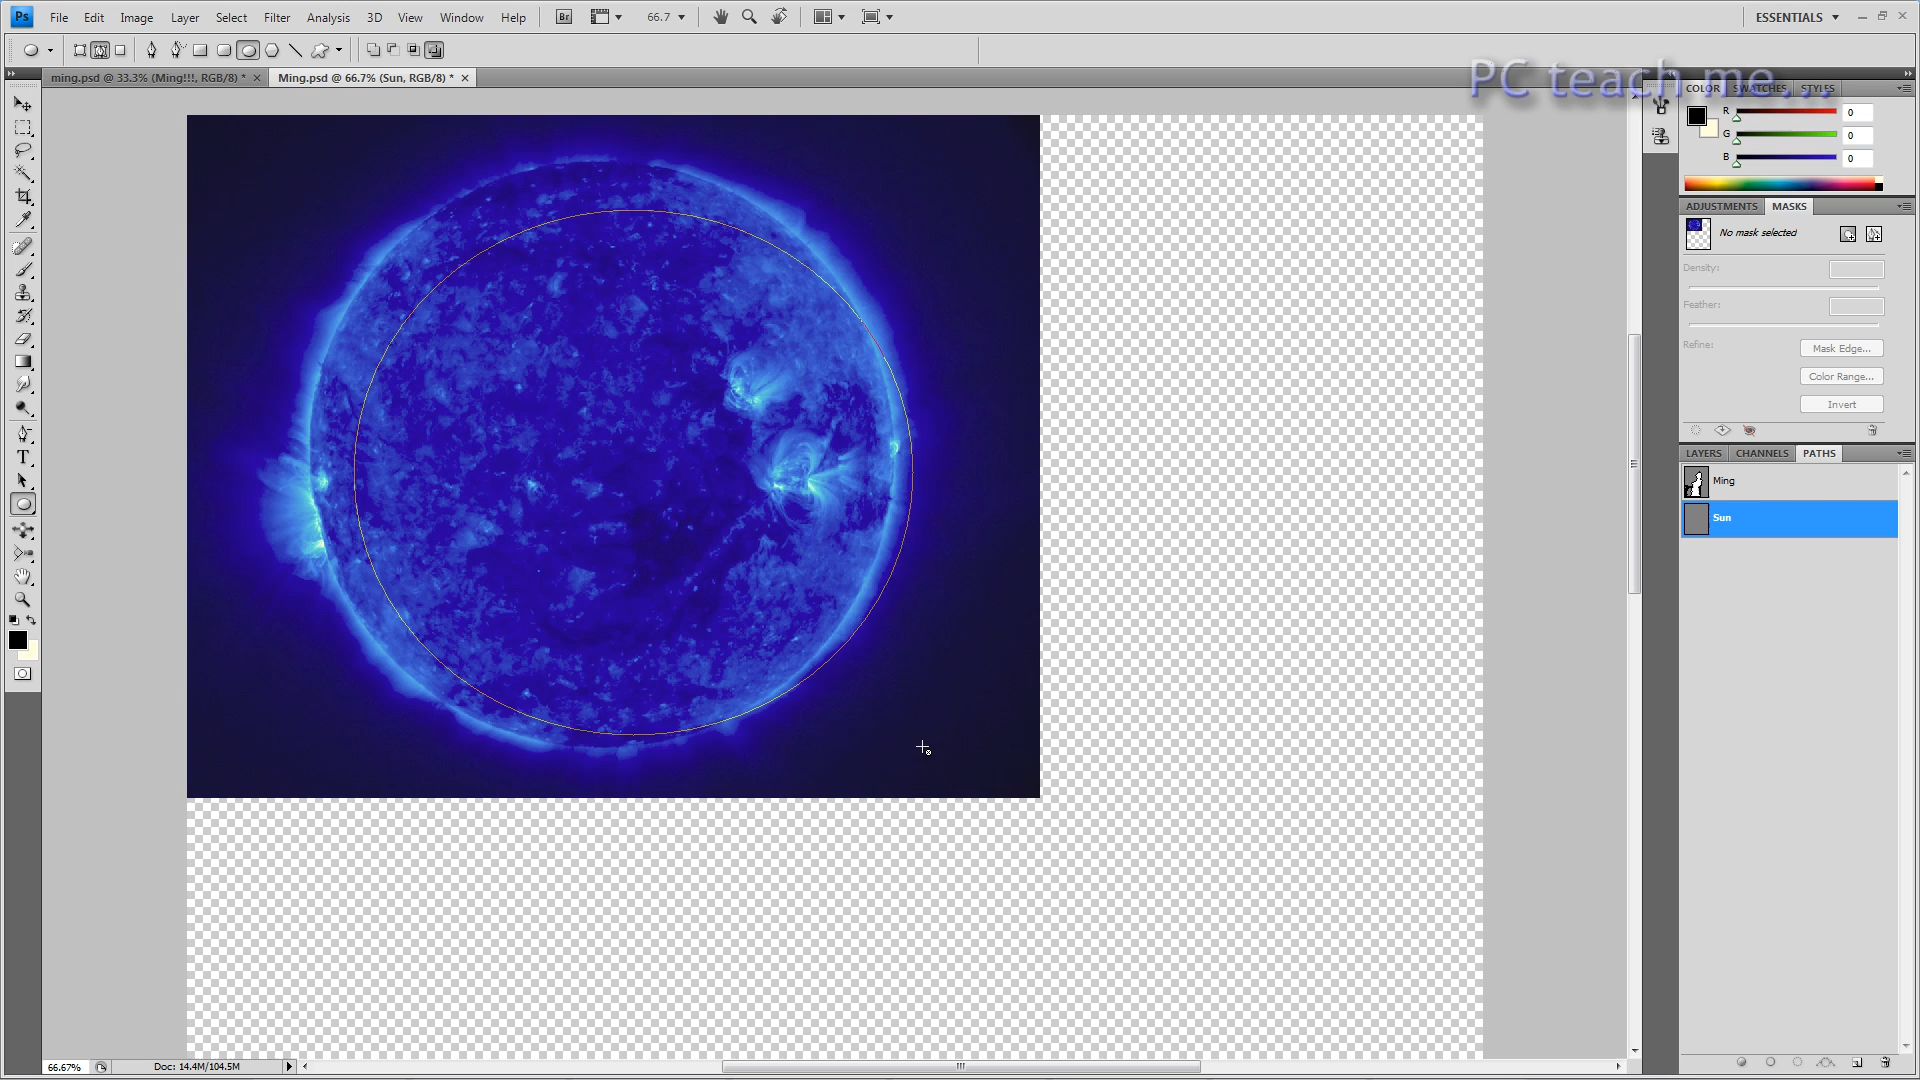 Ps File Edit Image Layer Select Filter Analysis 3D View Window Help Br 66.7 ESSENTIALS
ming.psd @ 33.3% (Ming!!!, RGB/8) * Ming.psd @ 66.7% (Sun, RGB/8) *
PC teach me...
COLOR SWATCHES STYLES
R 0
G 0
B 0
ADJUSTMENTS MASKS
No mask selected
Density:
Feather:
Refine: Mask Edge...
Color Range...
Invert
LAYERS CHANNELS PATHS
Ming
Sun
T
66.67% Doc: 14.4M/104.5M